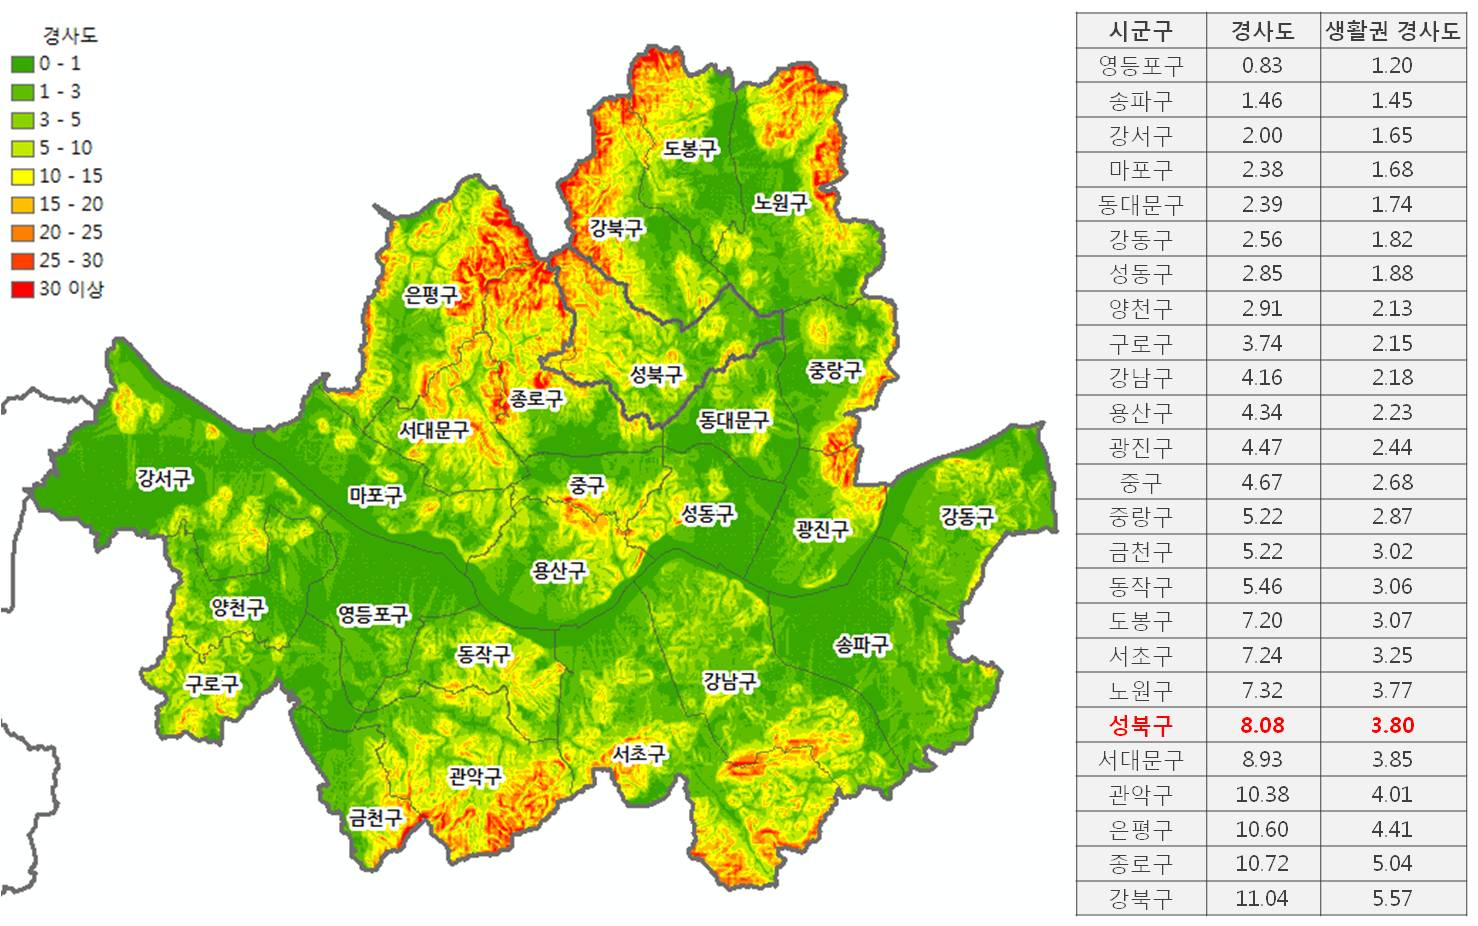 경사도
0 - 1
1 - 3
3 - 5
5 - 10
10 - 15
15 - 20
20 - 25
25 - 30
30 이상
도봉구
노원구
강북구
은평구
성북구
중랑구
종로구
동대문구
서대문구
강서구
마포구
중구
성동구
강동구
광진구
용산구
양천구
영등포구
송파구
동작구
강남구
구로구
서초구
관악구
금천구
시군구 경사도 생활권 경사도
영등포구 0.83 1.20
송파구 1.46 1.45
강서구 2.00 1.65
마포구 2.38 1.68
동대문구 2.39 1.74
강동구 2.56 1.82
성동구 2.85 1.88
양천구 2.91 2.13
구로구 3.74 2.15
강남구 4.16 2.18
용산구 4.34 2.23
광진구 4.47 2.44
중구 4.67 2.68
중랑구 5.22 2.87
금천구 5.22 3.02
동작구 5.46 3.06
도봉구 7.20 3.07
서초구 7.24 3.25
노원구 7.32 3.77
성북구 8.08 3.80
서대문구 8.93 3.85
관악구 10.38 4.01
은평구 10.60 4.41
종로구 10.72 5.04
강북구 11.04 5.57